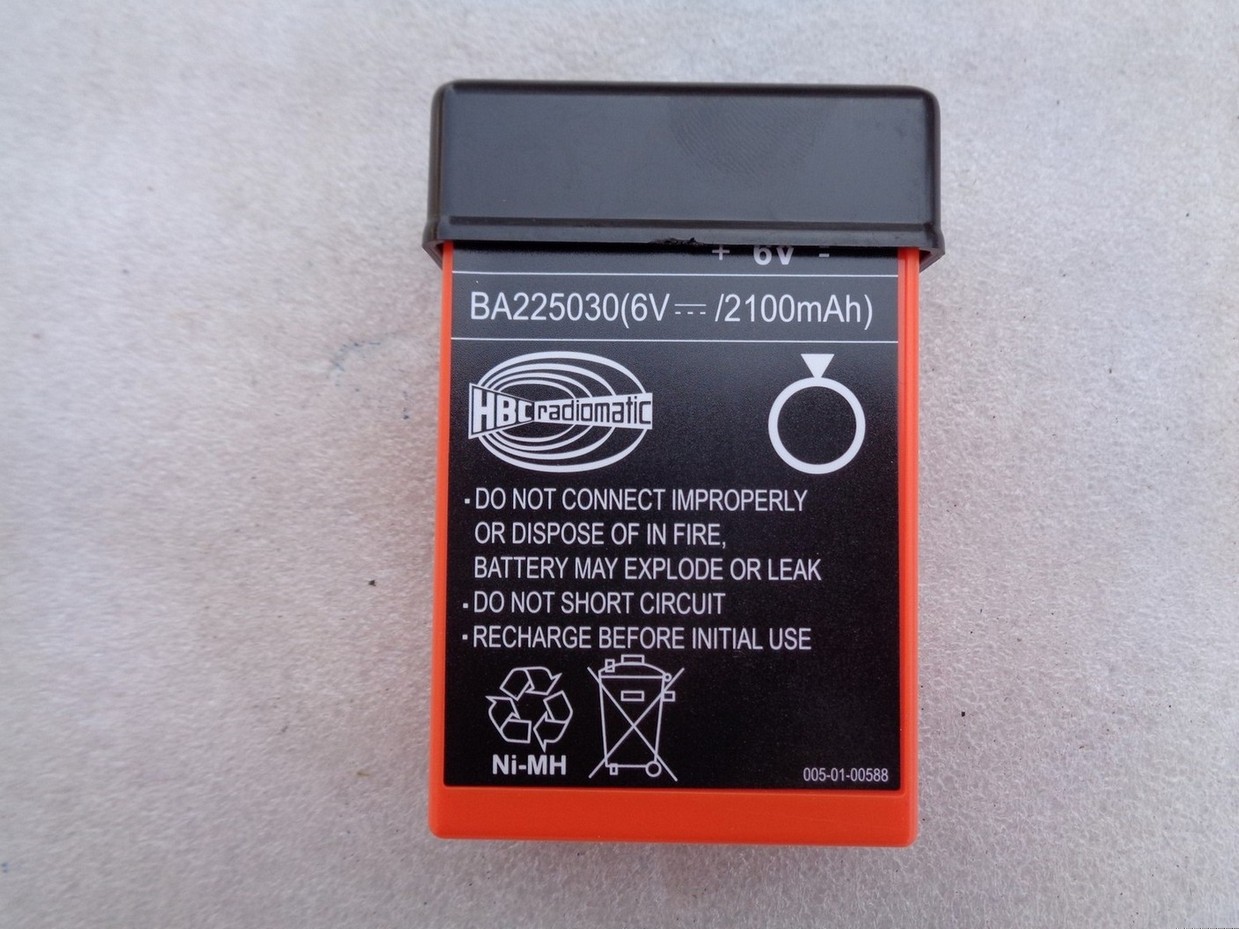 + 6V -
BA225030(6V⎓/2100mAh)
HBC radiomatic
▪DO NOT CONNECT IMPROPERLY
OR DISPOSE OF IN FIRE,
BATTERY MAY EXPLODE OR LEAK
▪DO NOT SHORT CIRCUIT
▪RECHARGE BEFORE INITIAL USE
Ni-MH
005-01-00588